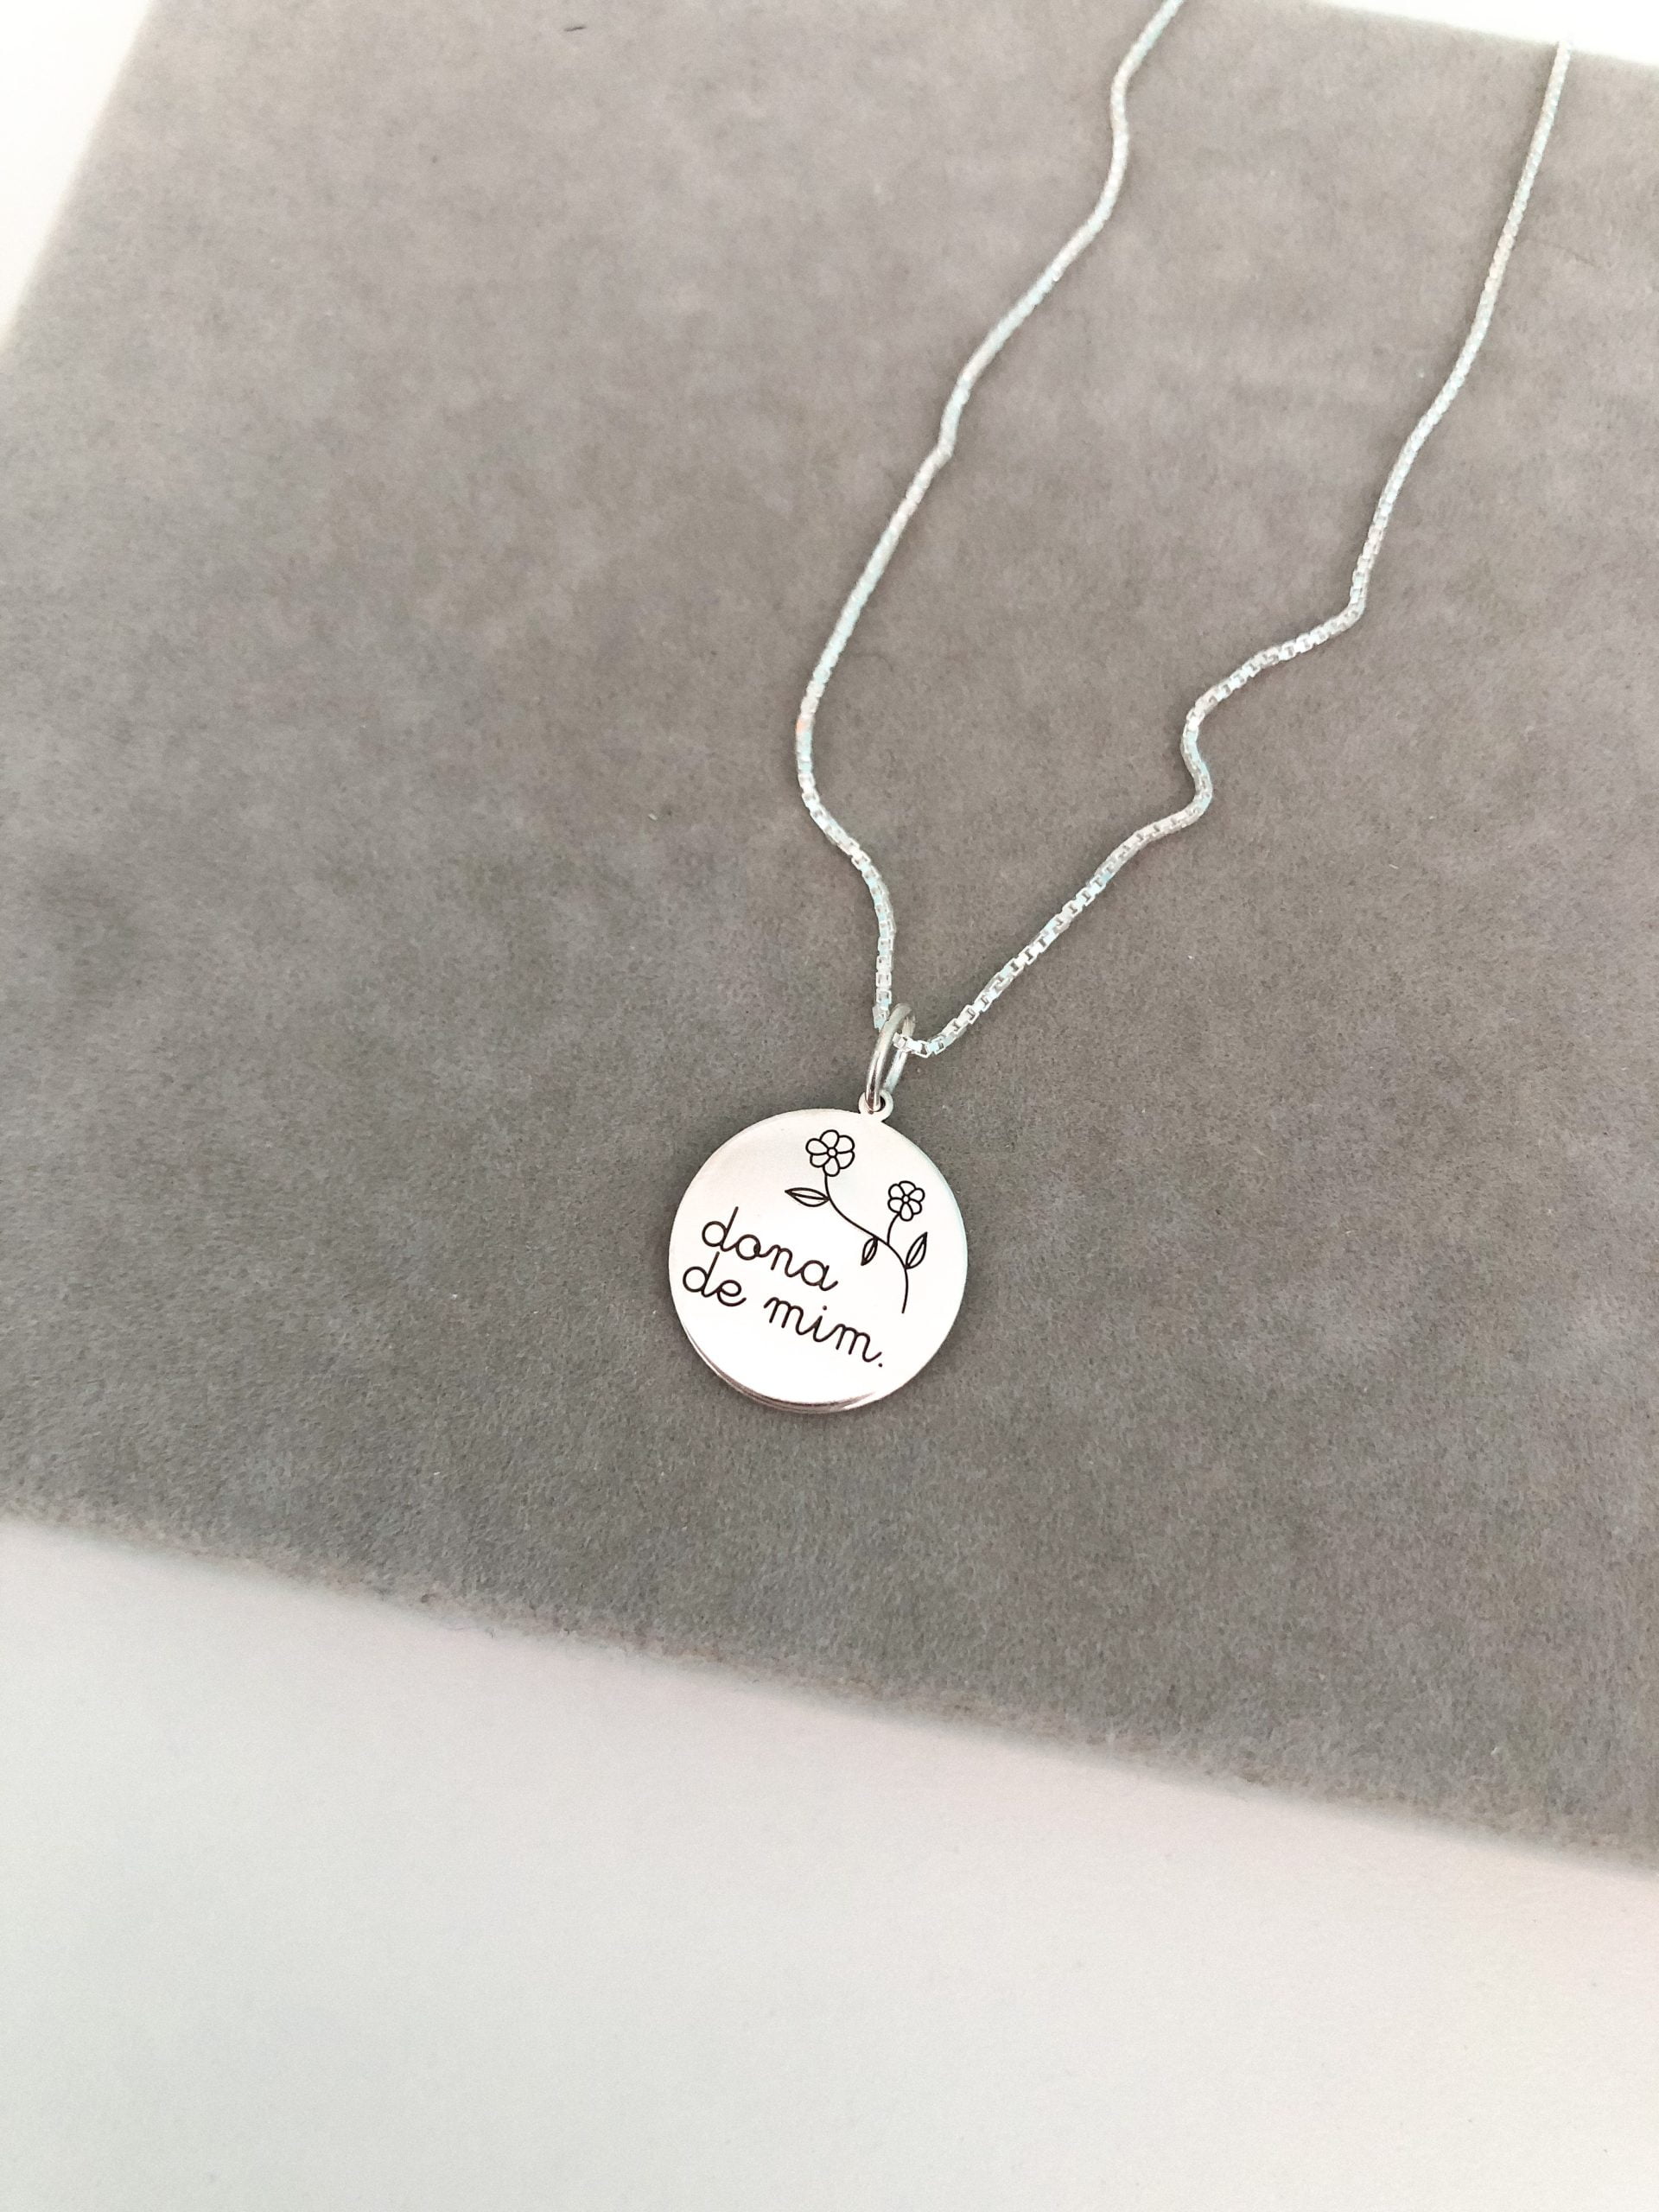 dona
de mim.